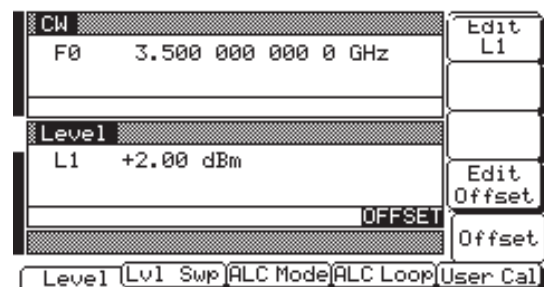 CW
F0 3.500 000 000 0 GHz
Level
L1 +2.00 dBm
OFFSET
Edit
L1
Edit
Offset
Offset
Level Lvl Swp ALC Mode ALC Loop User Cal